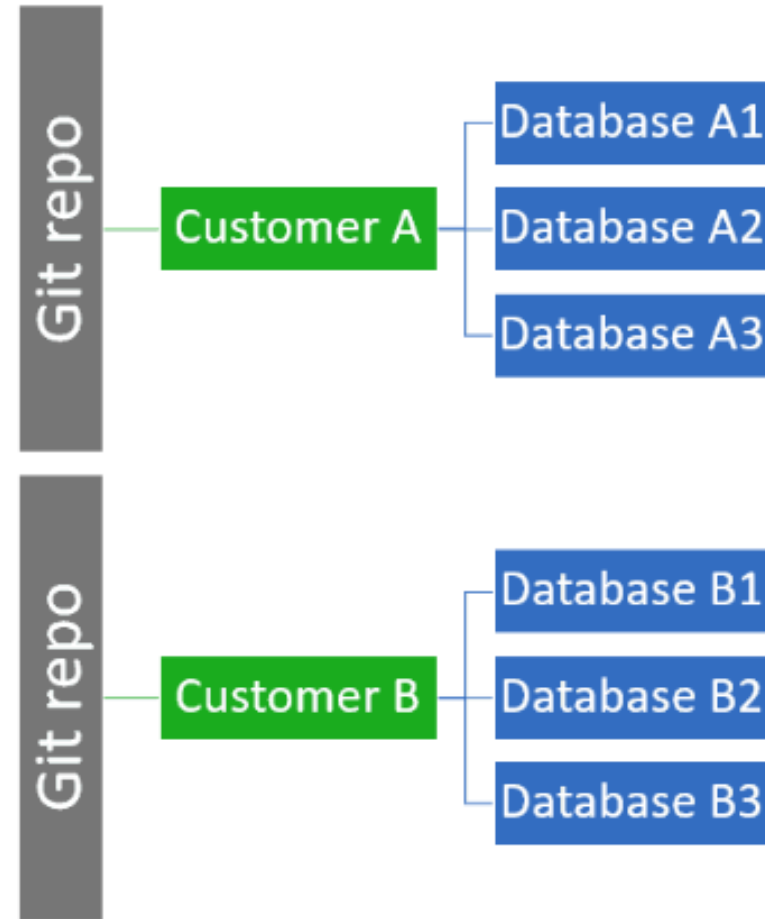 Git repo
Customer A
Database A1
Database A2
Database A3
Git repo
Customer B
Database B1
Database B2
Database B3